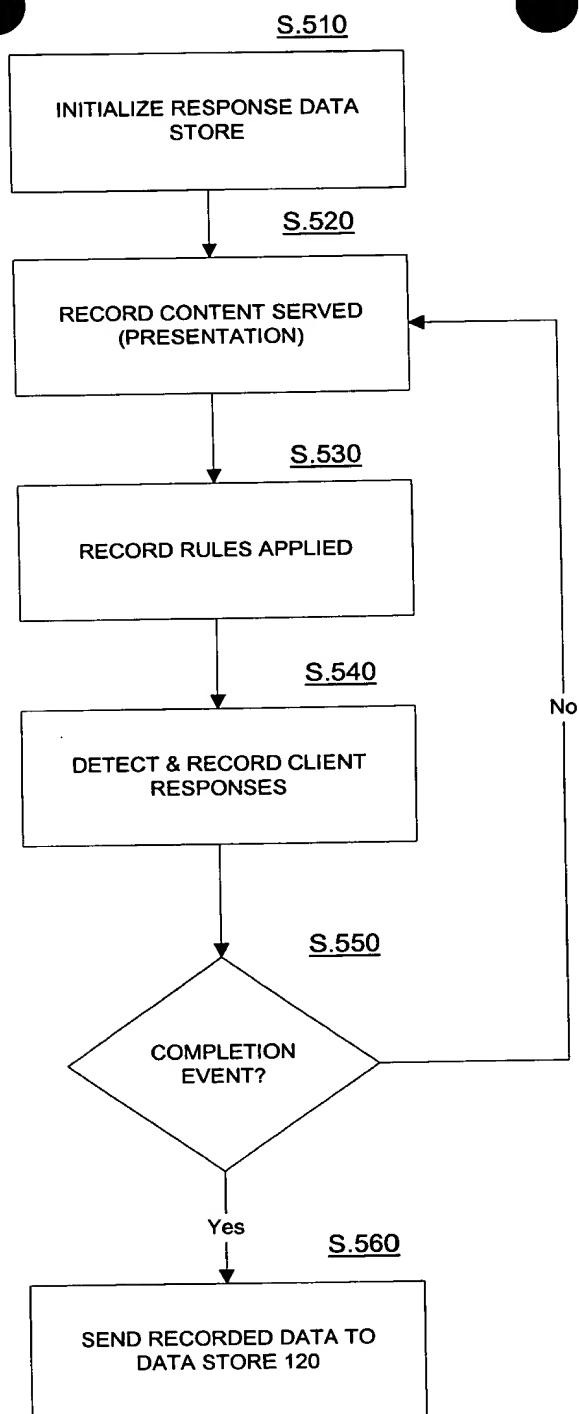 S.510
INITIALIZE RESPONSE DATA
STORE
S.520
RECORD CONTENT SERVED
(PRESENTATION)
S.530
RECORD RULES APPLIED
S.540
DETECT & RECORD CLIENT
RESPONSES
No
S.550
COMPLETION
EVENT?
Yes
S.560
SEND RECORDED DATA TO
DATA STORE 120